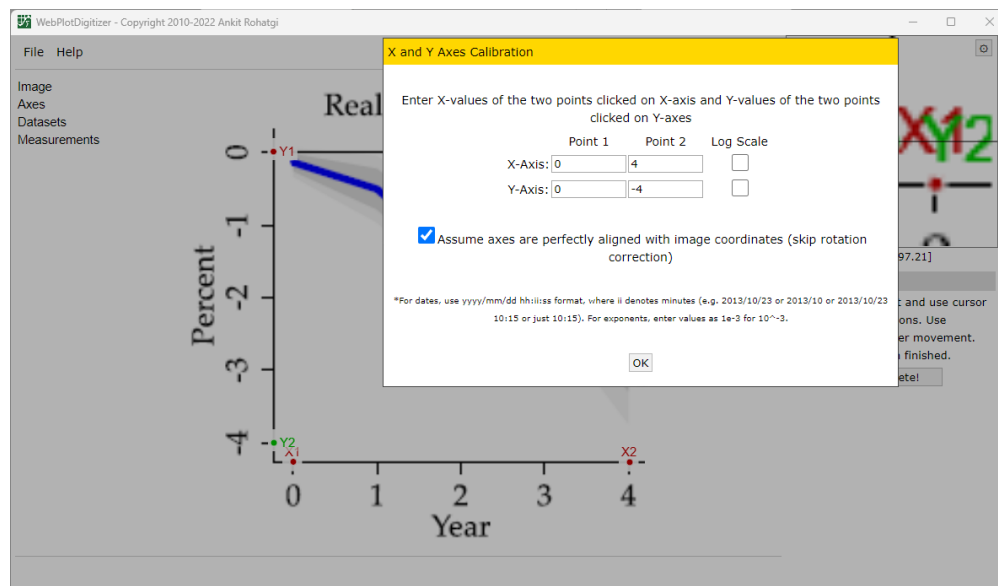 WebPlotDigitizer - Copyright 2010-2022 Ankit Rohatgi
File Help
Image
Axes
Datasets
Measurements
X and Y Axes Calibration
Enter X-values of the two points clicked on X-axis and Y-values of the two points
clicked on Y-axes
Point 1 Point 2 Log Scale
X-Axis: 0 4
Y-Axis: 0 -4
Assume axes are perfectly aligned with image coordinates (skip rotation
correction)
*For dates, use yyyy/mm/dd hh:ii:ss format, where ii denotes minutes (e.g. 2013/10/23 or 2013/10 or 2013/10/23
10:15 or just 10:15). For exponents, enter values as 1e-3 for 10^-3.
OK
Real
Percent
0
-1
-2
-3
-4
Y1
Y2
X1
X2
0 1 2 3 4
Year
X1
Y2
97.21]
and use cursor
ons. Use
er movement.
finished.
ete!